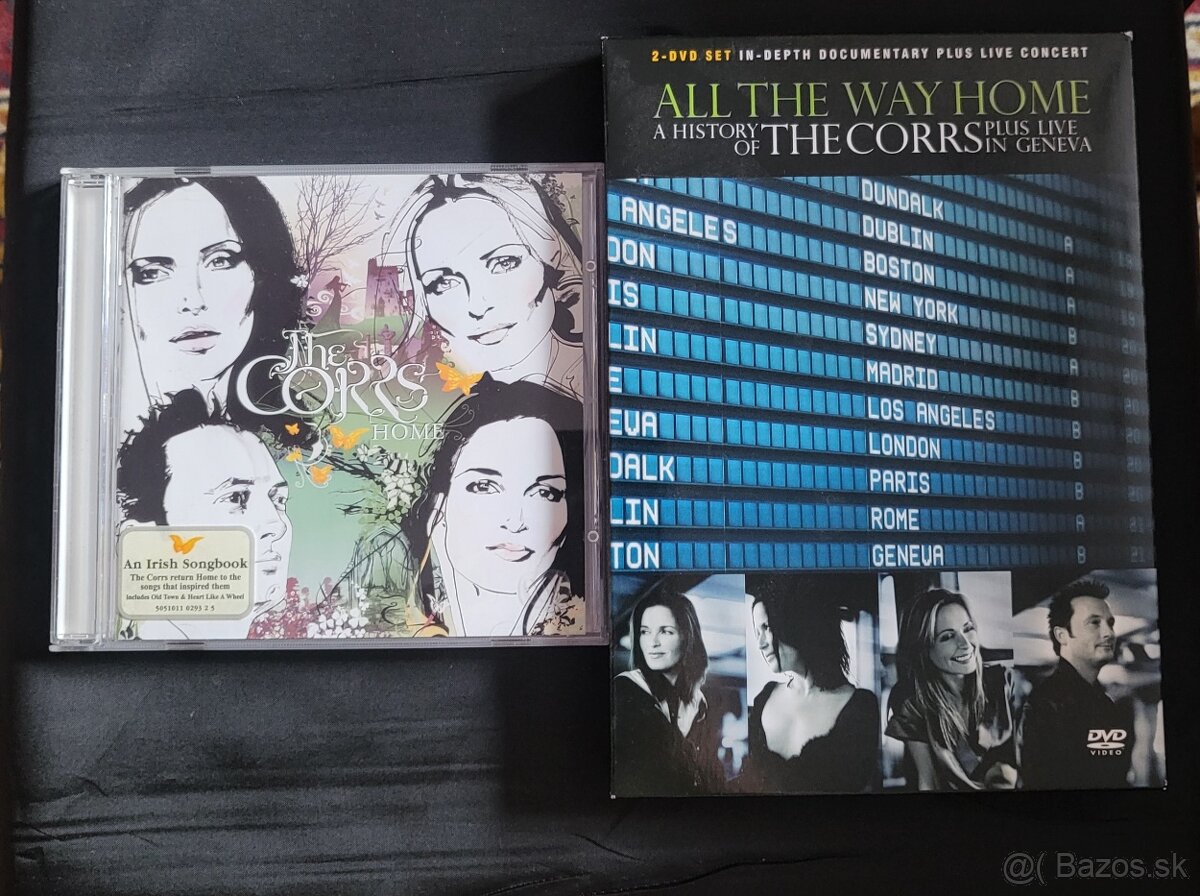 The
CORRS
HOME
An Irish Songbook
The Corrs return Home to the
songs that inspired them
includes Old Town & Heart Like A Wheel
5051011 0293 2 5
2-DVD SET IN-DEPTH DOCUMENTARY PLUS LIVE CONCERT
ALL THE WAY HOME
A HISTORY OF THE CORRS PLUS LIVE IN GENEVA
DUNDALK
ANGELES DUBLIN A
DON BOSTON A
IS NEW YORK A
LIN SYDNEY B
E MADRID A
EVA LOS ANGELES B
DALK LONDON B
LIN PARIS B
TON ROME A
GENEVA B
DVD
VIDEO
@( Bazos.sk